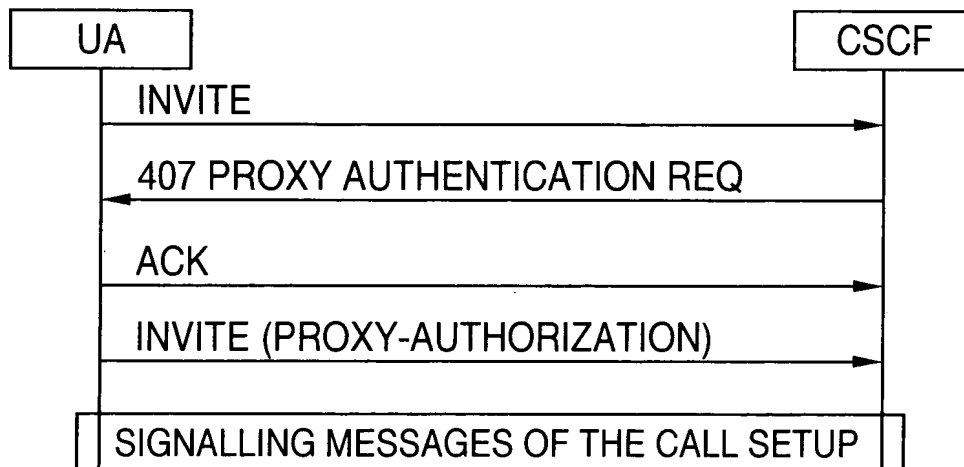 UA
CSCF
INVITE
407 PROXY AUTHENTICATION REQ
ACK
INVITE (PROXY-AUTHORIZATION)
SIGNALLING MESSAGES OF THE CALL SETUP